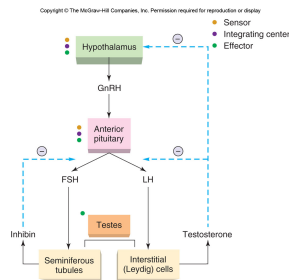 Copyright © The McGraw-Hill Companies, Inc. Permission required for reproduction or display.
Sensor
Integrating center
Effector
Hypothalamus
GnRH
Anterior
pituitary
FSH
LH
Testes
Inhibin
Testosterone
Seminiferous
tubules
Interstitial
(Leydig) cells